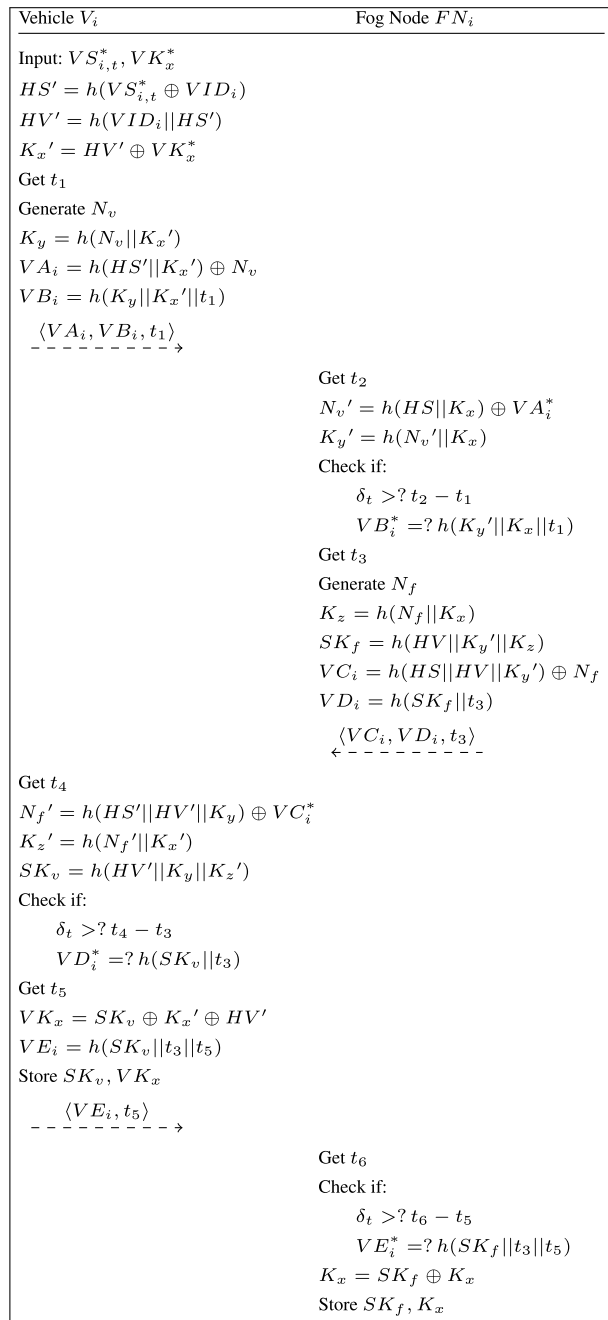 Vehicle V_i Fog Node FN_i
Input: VS*_{i,t}, VK*_x
HS′ = h(VS*_{i,t} ⊕ VID_i)
HV′ = h(VID_i||HS′)
K_x′ = HV′ ⊕ VK*_x
Get t_1
Generate N_v
K_y = h(N_v||K_x′)
VA_i = h(HS′||K_x′) ⊕ N_v
VB_i = h(K_y||K_x′||t_1)
⟨VA_i, VB_i, t_1⟩
Get t_2
N_v′ = h(HS||K_x) ⊕ VA*_i
K_y′ = h(N_v′||K_x)
Check if:
δ_t >? t_2 − t_1
VB*_i =? h(K_y′||K_x||t_1)
Get t_3
Generate N_f
K_z = h(N_f||K_x)
SK_f = h(HV||K_y′||K_z)
VC_i = h(HS||HV||K_y′) ⊕ N_f
VD_i = h(SK_f||t_3)
⟨VC_i, VD_i, t_3⟩
Get t_4
N_f′ = h(HS′||HV′||K_y) ⊕ VC*_i
K_z′ = h(N_f′||K_x′)
SK_v = h(HV′||K_y||K_z′)
Check if:
δ_t >? t_4 − t_3
VD*_i =? h(SK_v||t_3)
Get t_5
VK_x = SK_v ⊕ K_x′ ⊕ HV′
VE_i = h(SK_v||t_3||t_5)
Store SK_v, VK_x
⟨VE_i, t_5⟩
Get t_6
Check if:
δ_t >? t_6 − t_5
VE*_i =? h(SK_f||t_3||t_5)
K_x = SK_f ⊕ K_x
Store SK_f, K_x